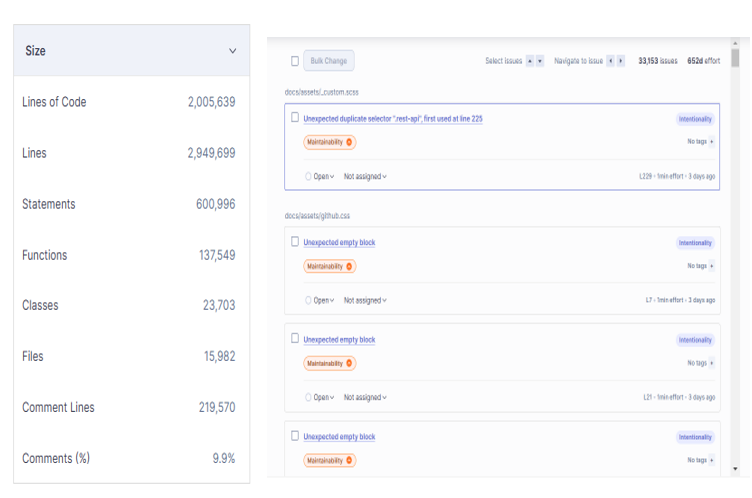 Size
Lines of Code 2,005,639
Lines 2,949,699
Statements 600,996
Functions 137,549
Classes 23,703
Files 15,982
Comment Lines 219,570
Comments (%) 9.9%
Bulk Change Select issues Navigate to issue 33,153 issues 652d effort
docs/assets/_custom.scss
Unexpected duplicate selector ".rest-api", first used at line 225 Intentionality
Maintainability No tags +
Open Not assigned L229 • 1min effort • 3 days ago
docs/assets/github.css
Unexpected empty block Intentionality
Maintainability No tags +
Open Not assigned L7 • 1min effort • 3 days ago
Unexpected empty block Intentionality
Maintainability No tags +
Open Not assigned L21 • 1min effort • 3 days ago
Unexpected empty block Intentionality
Maintainability No tags +